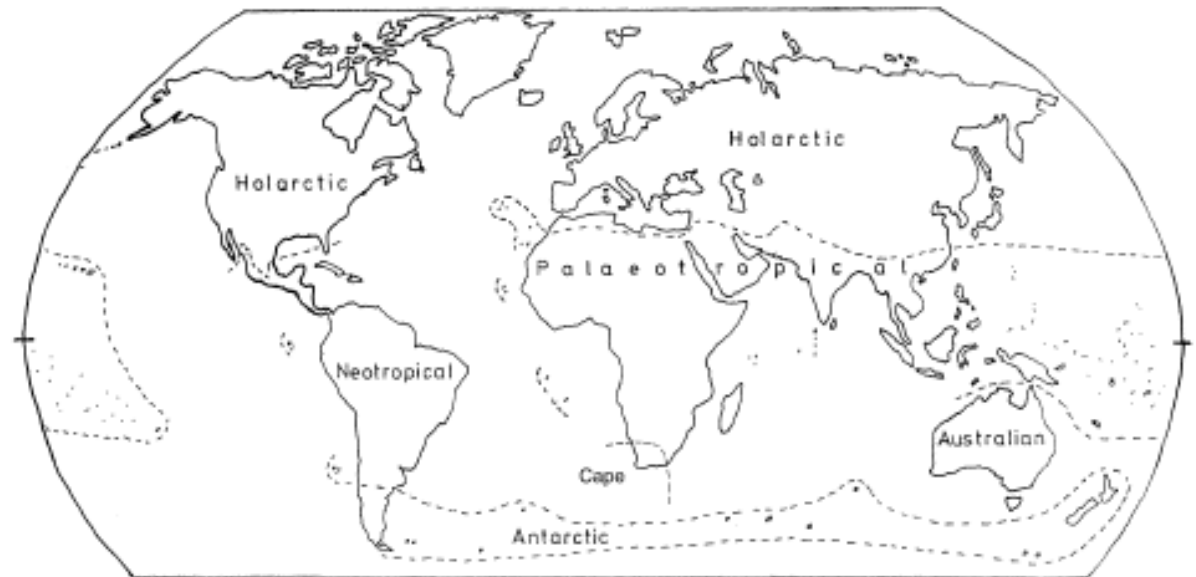 Holarctic
Holarctic
Palaeotropical
Neotropical
Australian
Cape
Antarctic